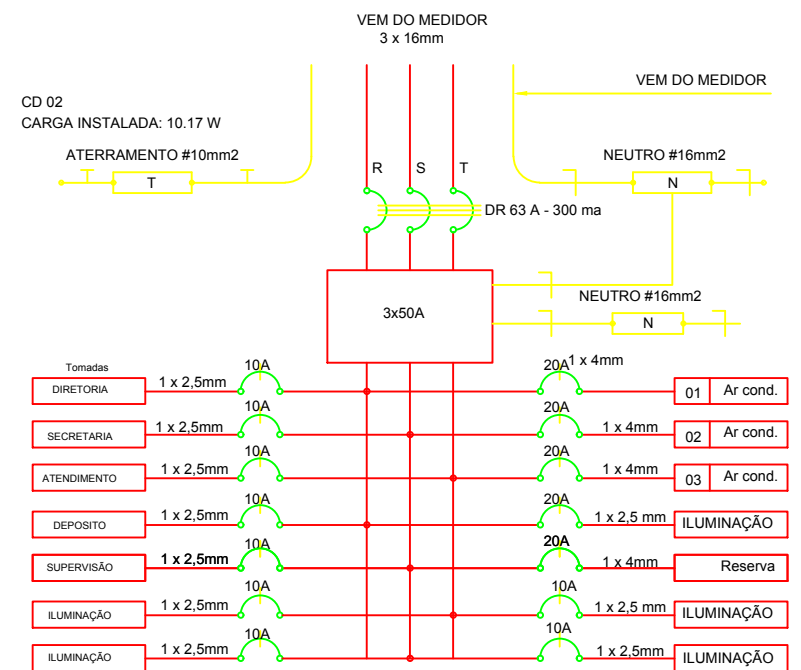 VEM DO MEDIDOR
3 x 16mm
VEM DO MEDIDOR
CD 02
CARGA INSTALADA: 10.17 W
ATERRAMENTO #10mm2
NEUTRO #16mm2
T
R
S
T
N
DR 63 A - 300 ma
NEUTRO #16mm2
3x50A
N
Tomadas
DIRETORIA
1 x 2,5mm
10A
20A
1 x 4mm
01
Ar cond.
SECRETARIA
1 x 2,5mm
10A
20A
1 x 4mm
02
Ar cond.
ATENDIMENTO
1 x 2,5mm
10A
20A
1 x 4mm
03
Ar cond.
DEPOSITO
1 x 2,5mm
10A
20A
1 x 2,5 mm
ILUMINAÇÃO
SUPERVISÃO
1 x 2,5mm
10A
20A
1 x 4mm
Reserva
ILUMINAÇÃO
1 x 2,5mm
10A
10A
1 x 2,5 mm
ILUMINAÇÃO
ILUMINAÇÃO
1 x 2,5mm
10A
10A
1 x 2,5mm
ILUMINAÇÃO